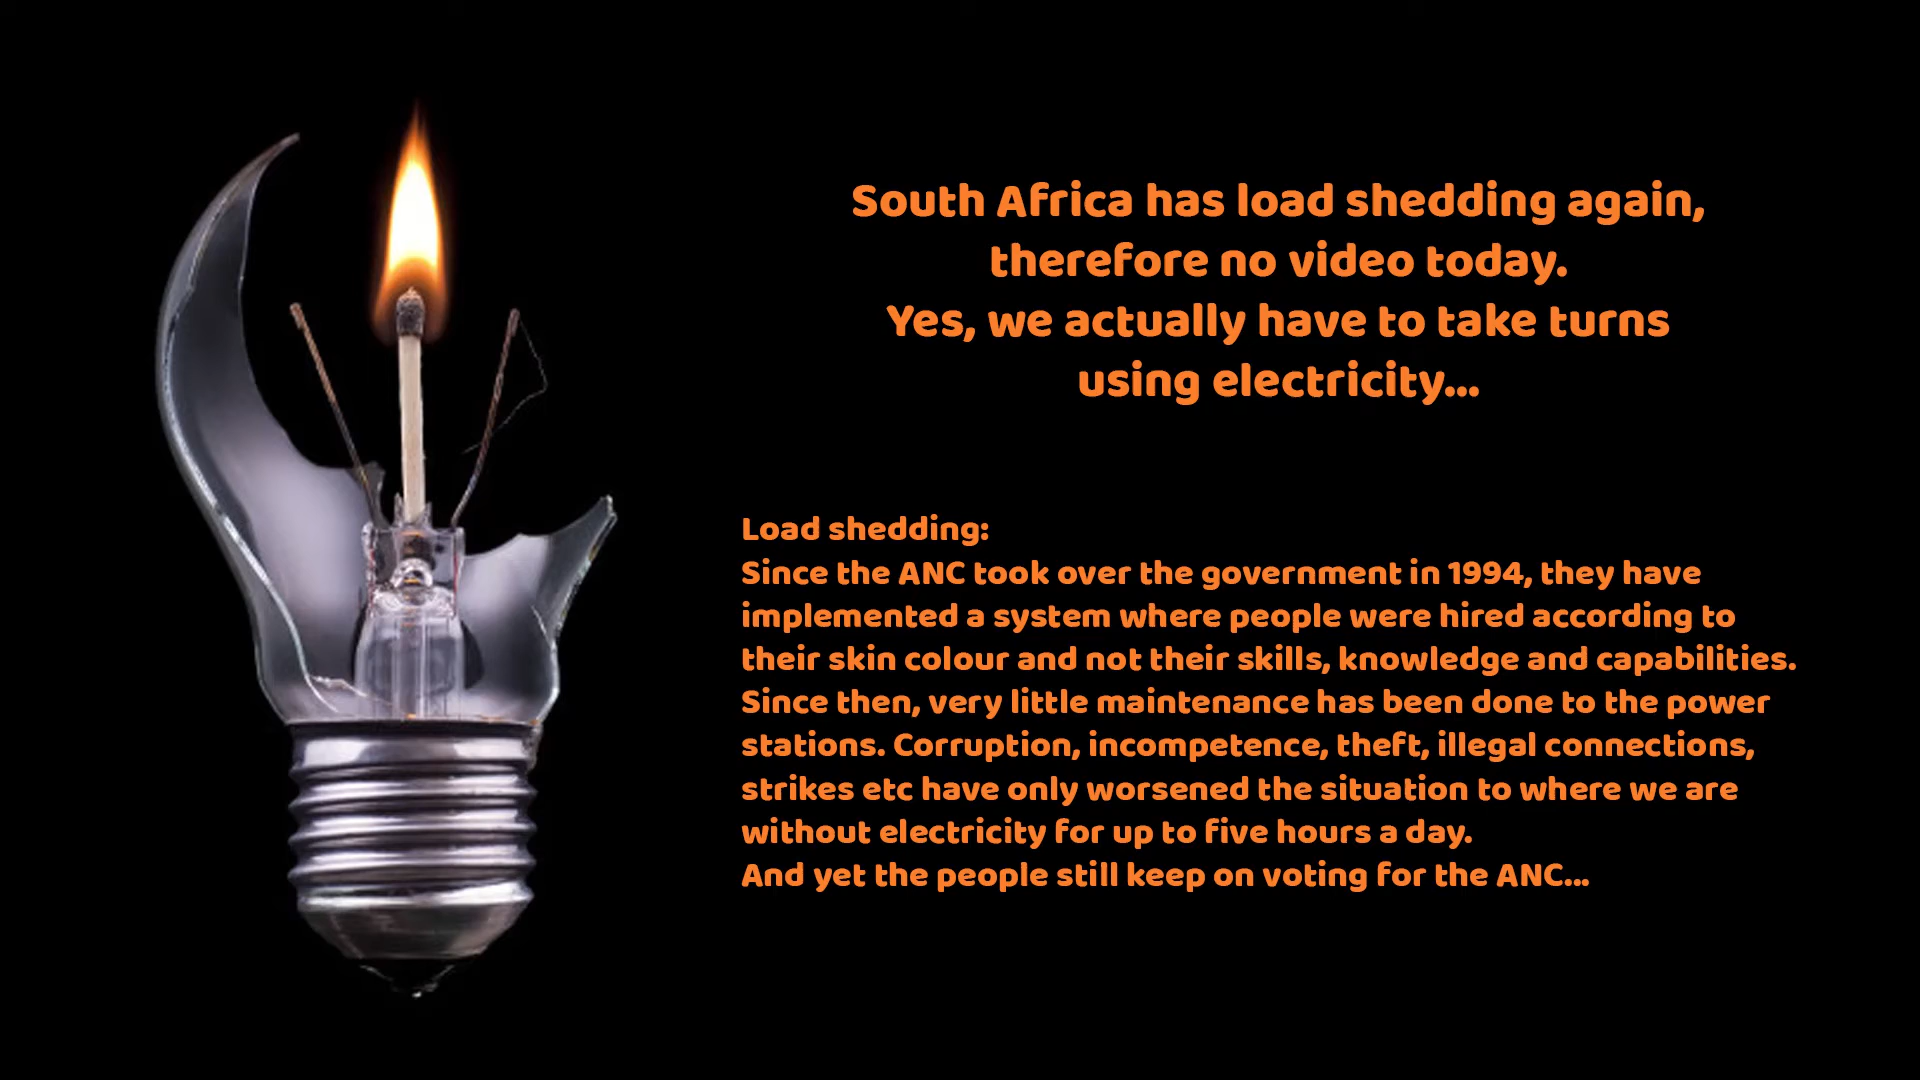 South Africa has load shedding again,
therefore no video today.
Yes, we actually have to take turns
using electricity...
Load shedding:
Since the ANC took over the government in 1994, they have
implemented a system where people were hired according to
their skin colour and not their skills, knowledge and capabilities.
Since then, very little maintenance has been done to the power
stations. Corruption, incompetence, theft, illegal connections,
strikes etc have only worsened the situation to where we are
without electricity for up to five hours a day.
And yet the people still keep on voting for the ANC...